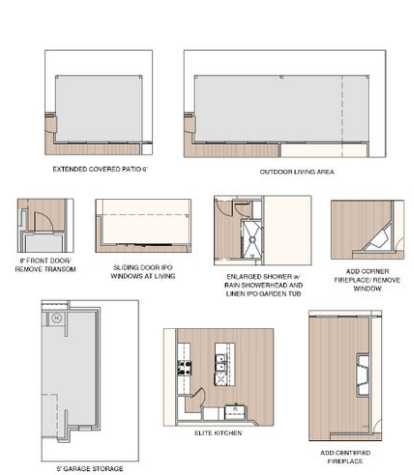 EXTENDED COVERED PATIO 6'
OUTDOOR LIVING AREA
8' FRONT DOOR/
REMOVE TRANSOM
SLIDING DOOR IPO
WINDOWS AT LIVING
ENLARGED SHOWER w/
RAIN SHOWERHEAD AND
LINEN IPO GARDEN TUB
ADD CORNER
FIREPLACE/ REMOVE
WINDOW
5' GARAGE STORAGE
ELITE KITCHEN
ADD CENTERED
FIREPLACE